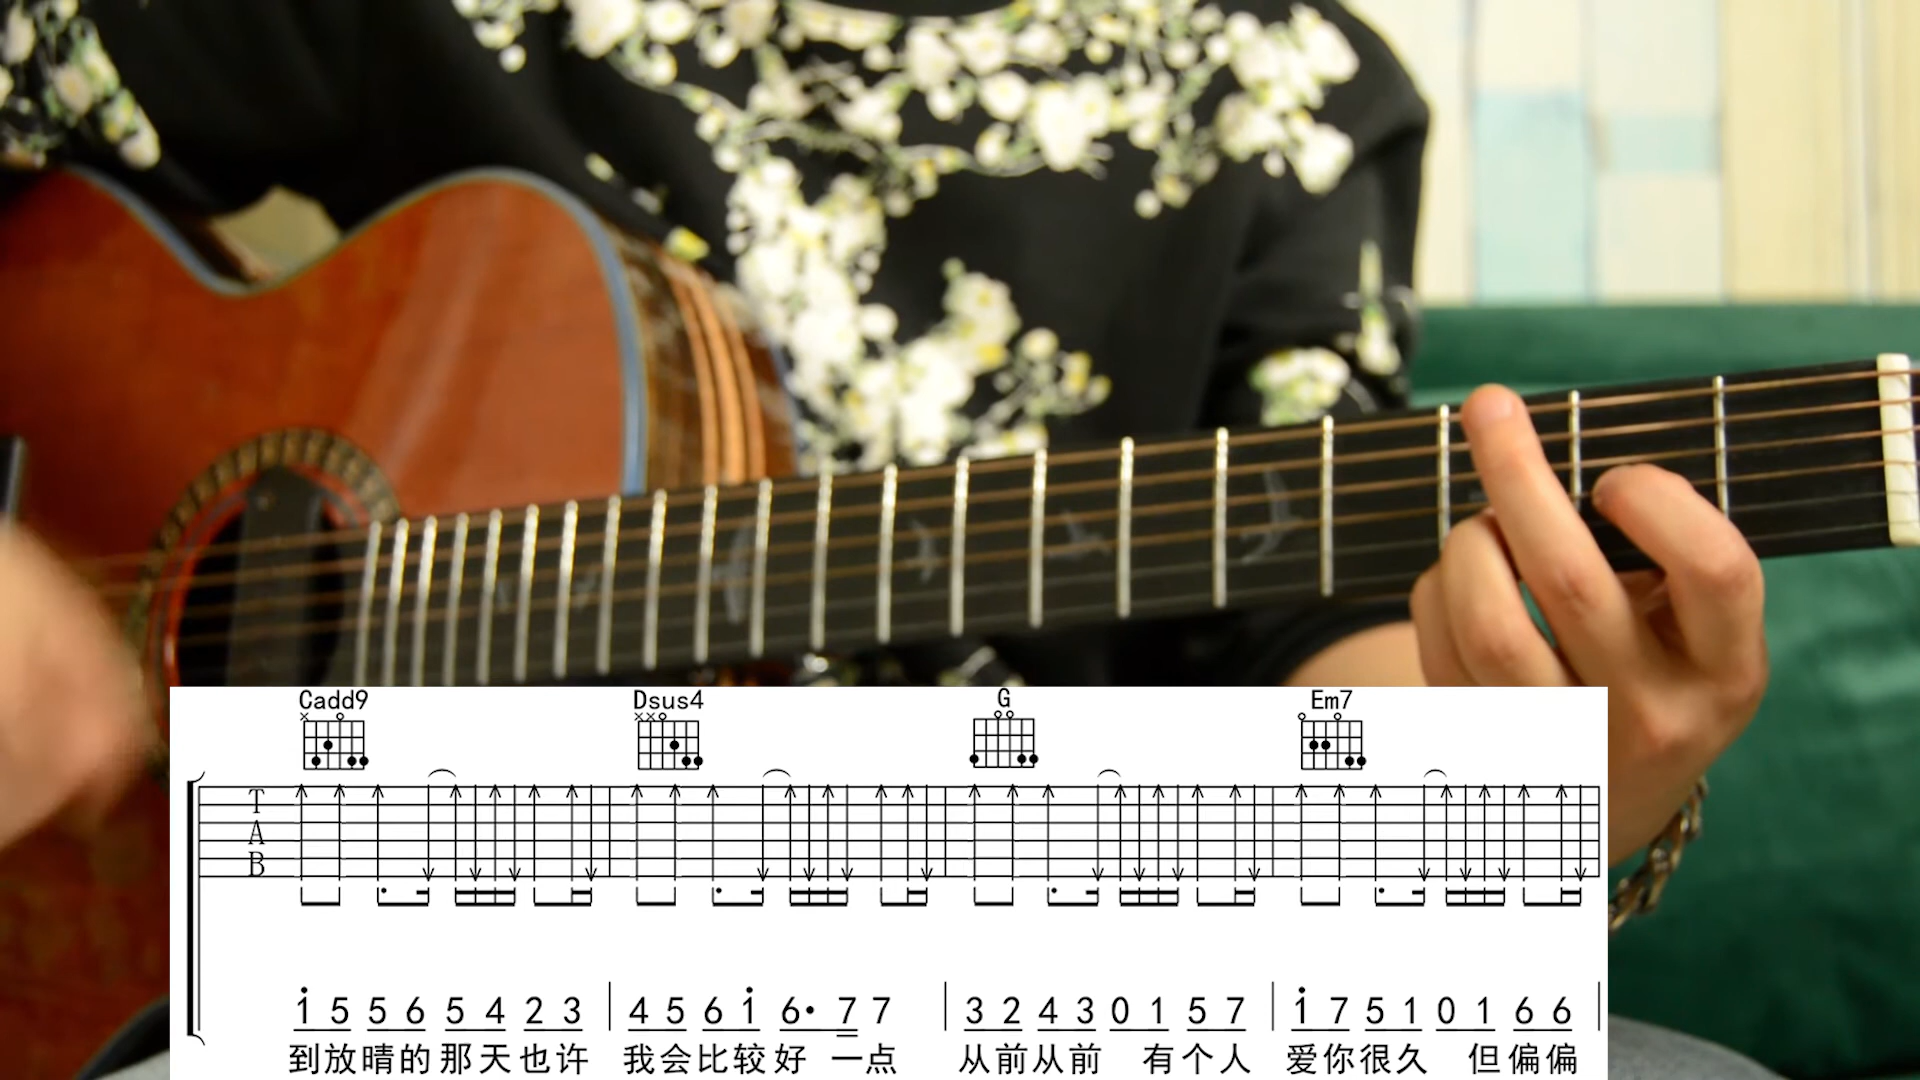 Cadd9 Dsus4 G Em7
T
A
B
1 5 5 6 5 4 2 3 4 5 6 1 6· 7 7 3 2 4 3 0 1 5 7 1 7 5 1 0 1 6 6
到放晴的那天也许 我会比较好 一点 从前从前 有个人 爱你很久 但偏偏